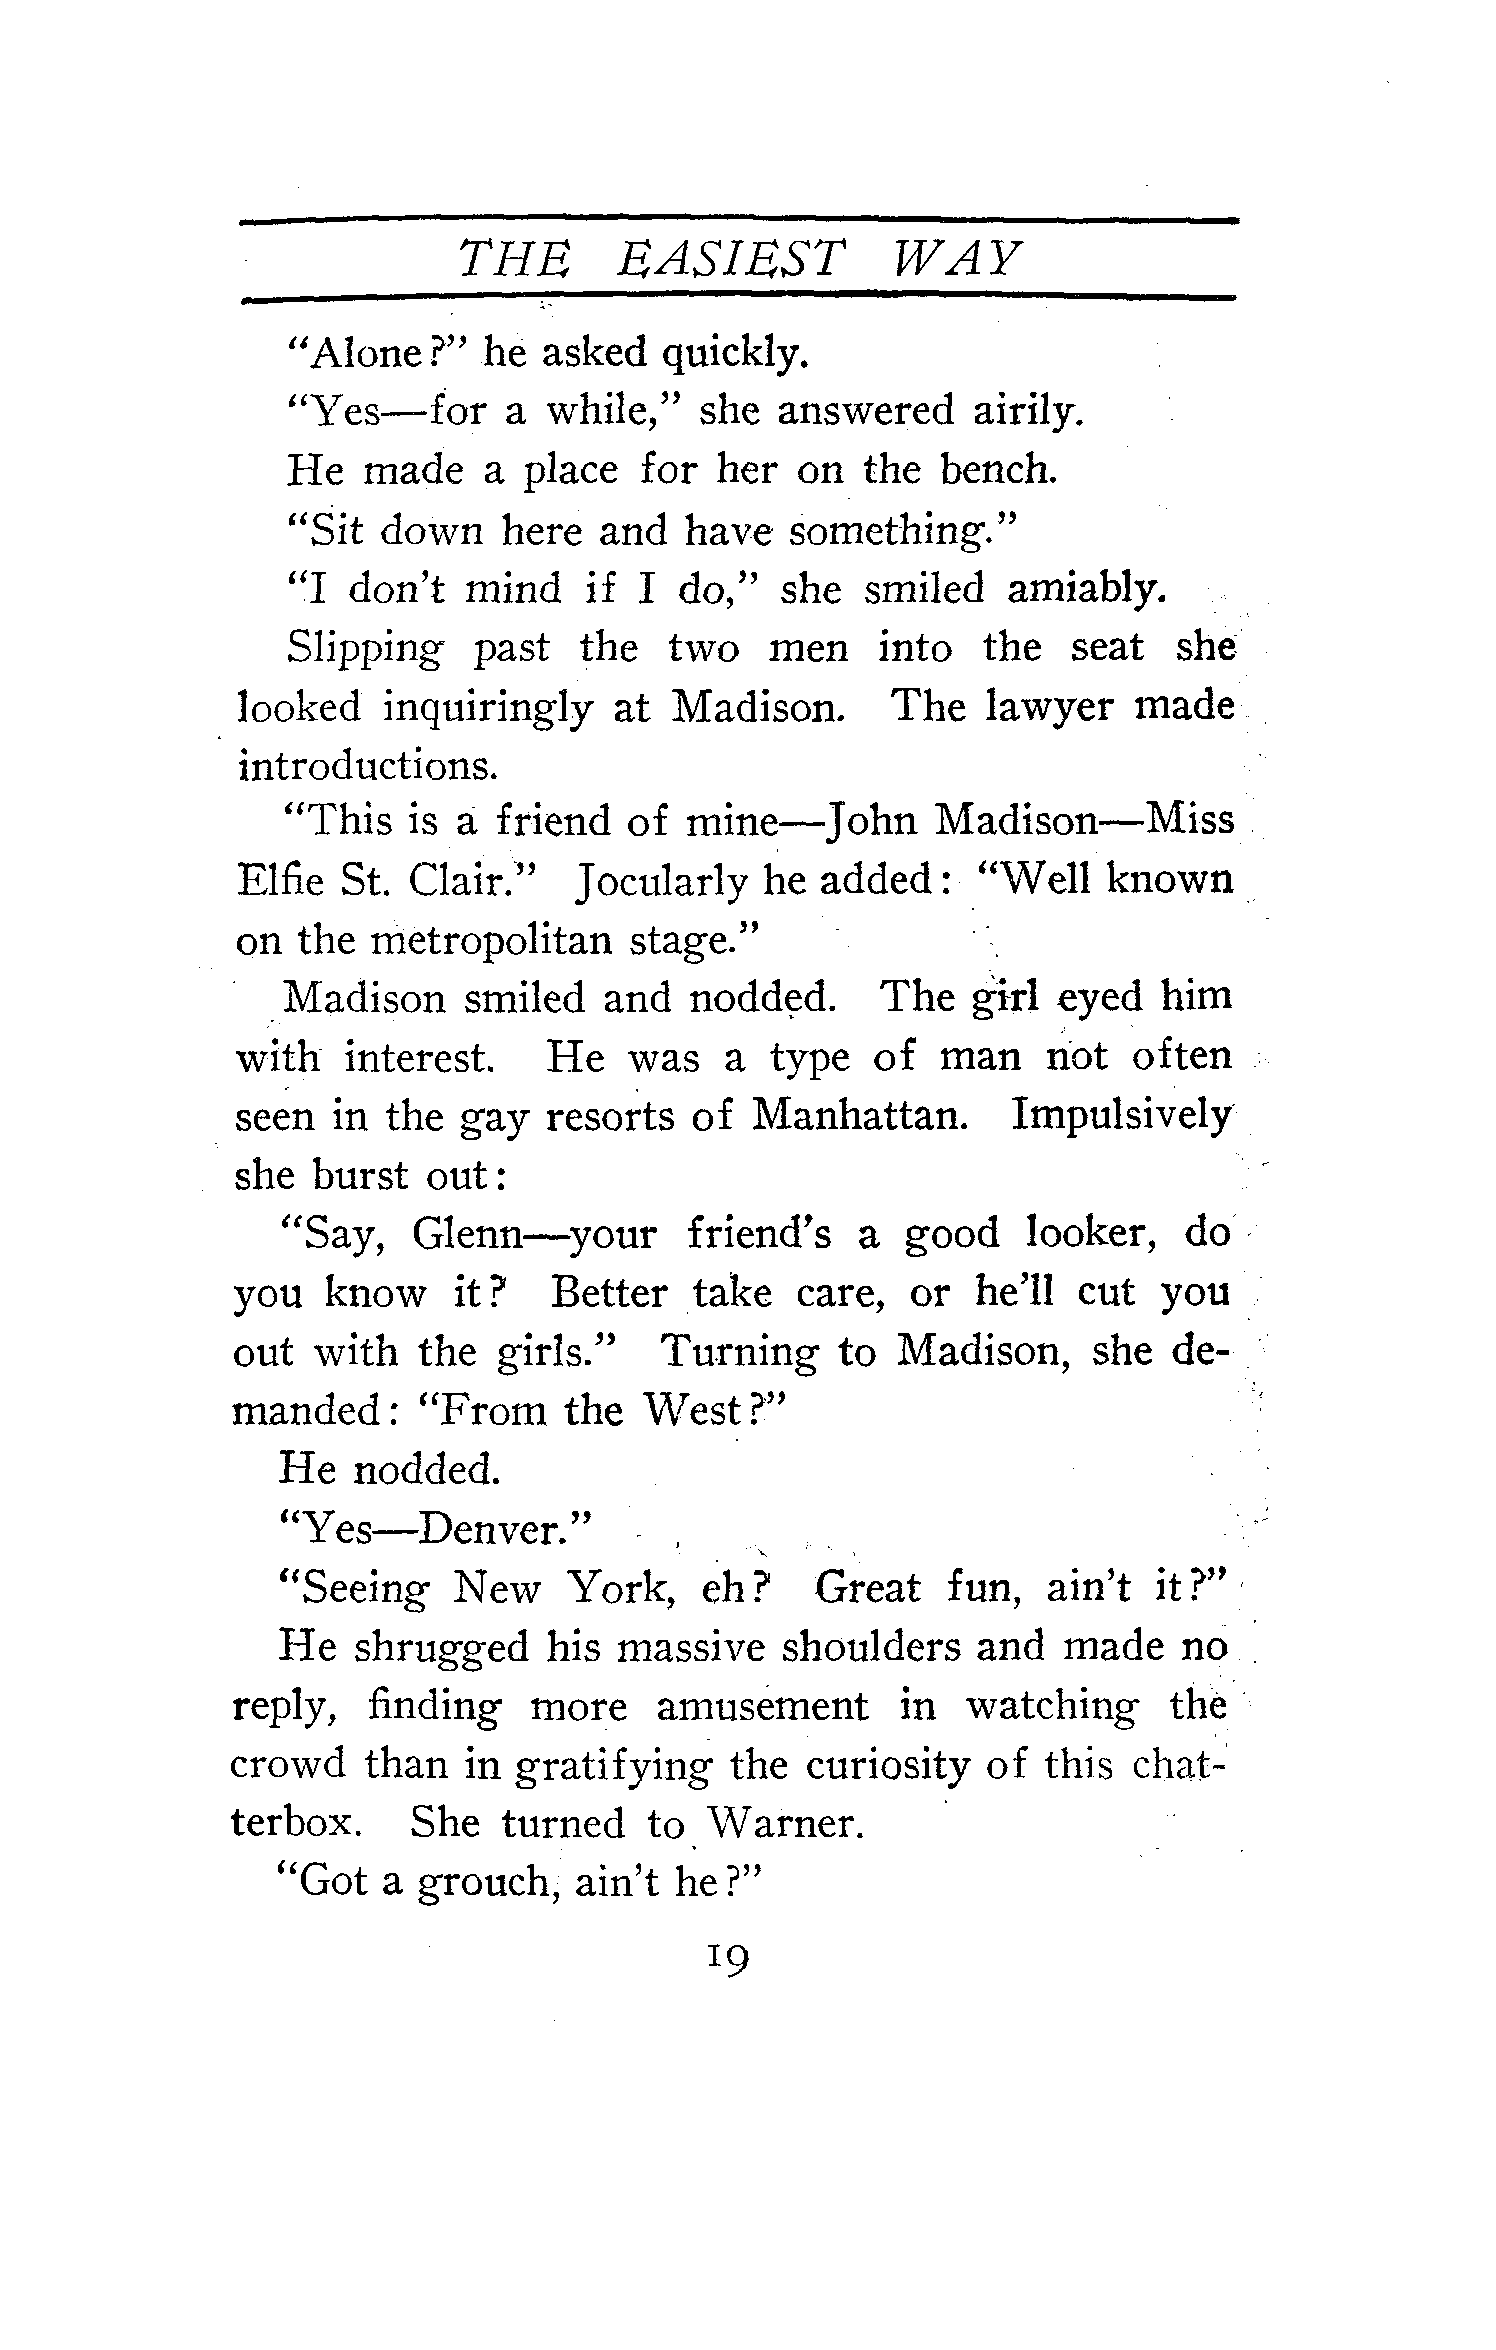 THE EASIEST WAY
“Alone?” he asked quickly.
“Yes—for a while,” she answered airily.
He made a place for her on the bench.
“Sit down here and have something.”
“I don’t mind if I do,” she smiled amiably.
Slipping past the two men into the seat she
looked inquiringly at Madison. The lawyer made
introductions.
“This is a friend of mine—John Madison—Miss
Elfie St. Clair.” Jocularly he added: “Well known
on the metropolitan stage.”
Madison smiled and nodded. The girl eyed him
with interest. He was a type of man not often
seen in the gay resorts of Manhattan. Impulsively
she burst out:
“Say, Glenn—your friend’s a good looker, do
you know it? Better take care, or he’ll cut you
out with the girls.” Turning to Madison, she de-
manded: “From the West?”
He nodded.
“Yes—Denver.”
“Seeing New York, eh? Great fun, ain’t it?”
He shrugged his massive shoulders and made no
reply, finding more amusement in watching the
crowd than in gratifying the curiosity of this chat-
terbox. She turned to Warner.
“Got a grouch, ain’t he?”
19